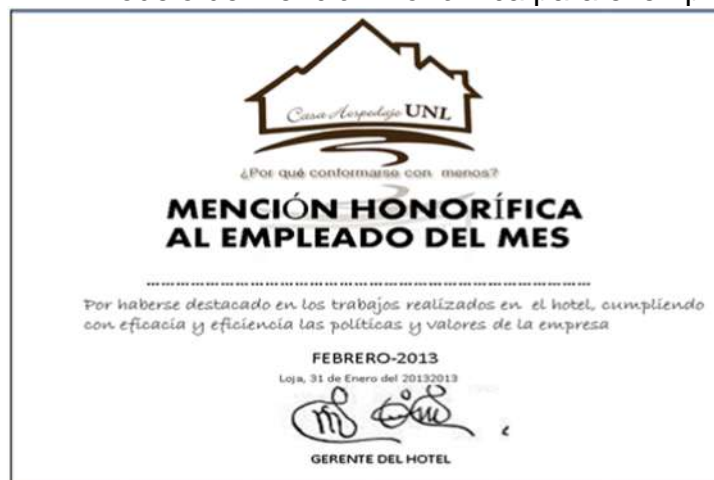 Casa Hospedaje UNL
¿Por qué conformarse con menos?
MENCIÓN HONORÍFICA
AL EMPLEADO DEL MES
Por haberse destacado en los trabajos realizados en el hotel, cumpliendo
con eficacia y eficiencia las políticas y valores de la empresa
FEBRERO-2013
Loja, 31 de Enero del 20132013
GERENTE DEL HOTEL